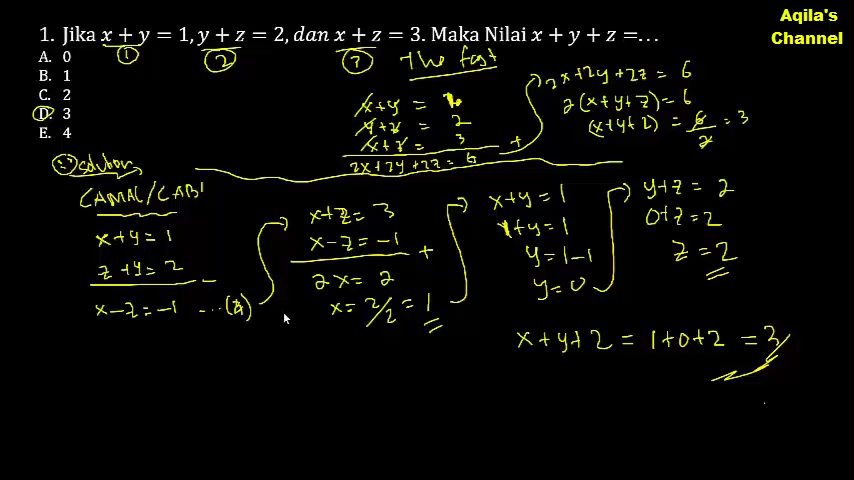 Aqila's
Channel
1. Jika x + y = 1, y + z = 2, dan x + z = 3. Maka Nilai x + y + z = ...
① ② ③
A. 0
B. 1
C. 2
D. 3
E. 4
The fast
x+y = 1
y+z = 2
x+z = 3 +
2x+2y+2z = 6
2x+2y+2z = 6
2(x+y+z) = 6
(x+y+z) = 6/2 = 3
solution
x+y = 1
z+y = 2 -
x-z = -1 ...(4)
x+z = 3
x-z = -1 +
2x = 2
x = 2/2 = 1
x+y = 1
1+y = 1
y = 1-1
y = 0
y+z = 2
0+z = 2
z = 2
x+y+z = 1+0+2 = 3